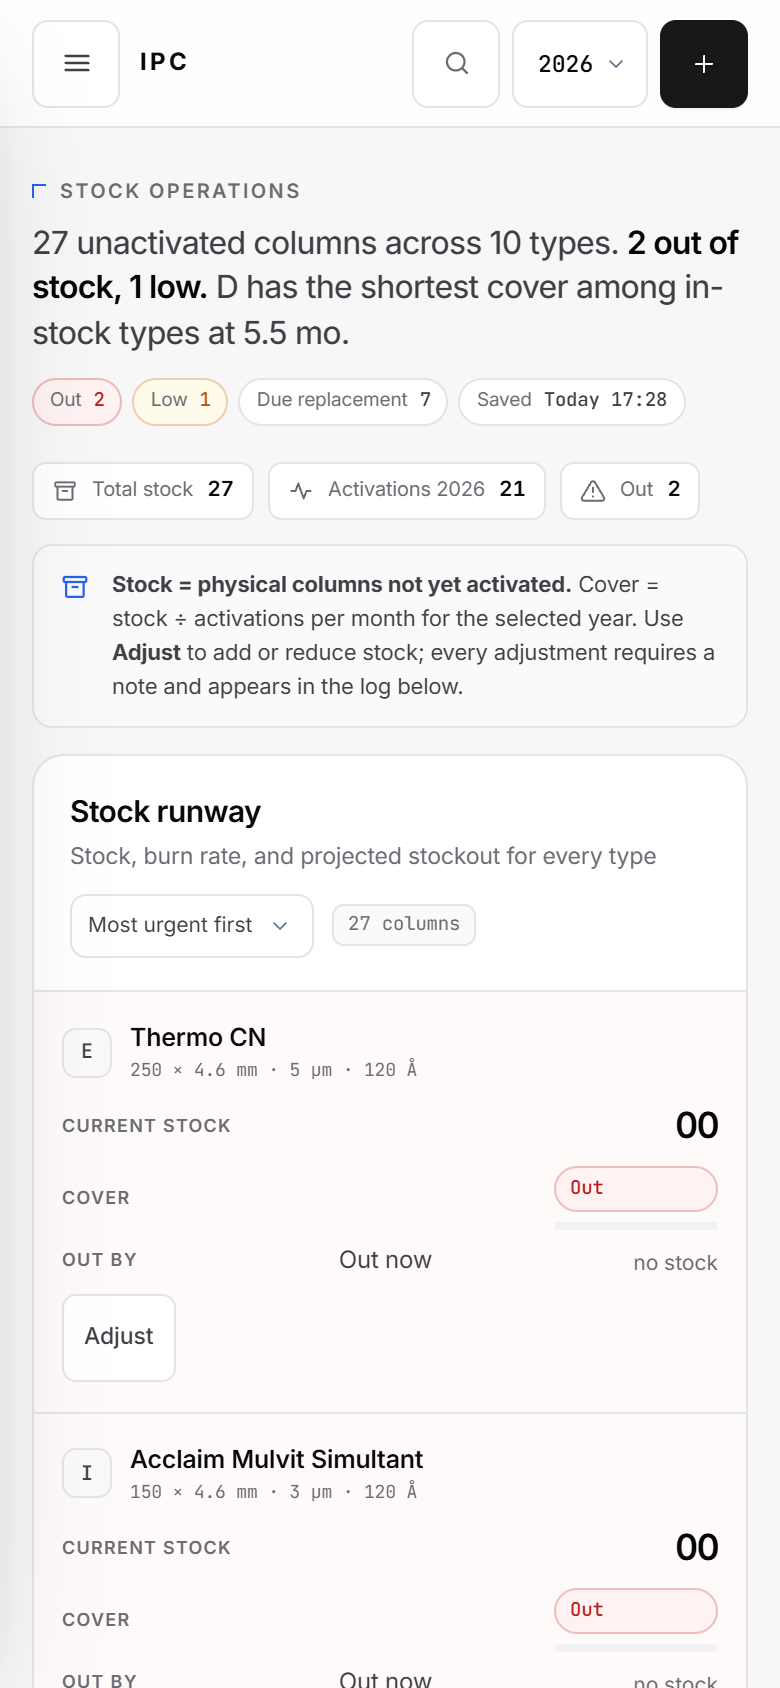 IPC
2026
STOCK OPERATIONS
27 unactivated columns across 10 types. 2 out of
stock, 1 low. D has the shortest cover among in-
stock types at 5.5 mo.
Out 2
Low 1
Due replacement 7
Saved Today 17:28
Total stock 27
Activations 2026 21
Out 2
Stock = physical columns not yet activated. Cover =
stock ÷ activations per month for the selected year. Use
Adjust to add or reduce stock; every adjustment requires a
note and appears in the log below.
Stock runway
Stock, burn rate, and projected stockout for every type
Most urgent first
27 columns
E
Thermo CN
250 × 4.6 mm · 5 µm · 120 Å
CURRENT STOCK
00
COVER
Out
OUT BY
Out now
no stock
Adjust
I
Acclaim Mulvit Simultant
150 × 4.6 mm · 3 µm · 120 Å
CURRENT STOCK
00
COVER
Out
OUT BY
Out now
no stock